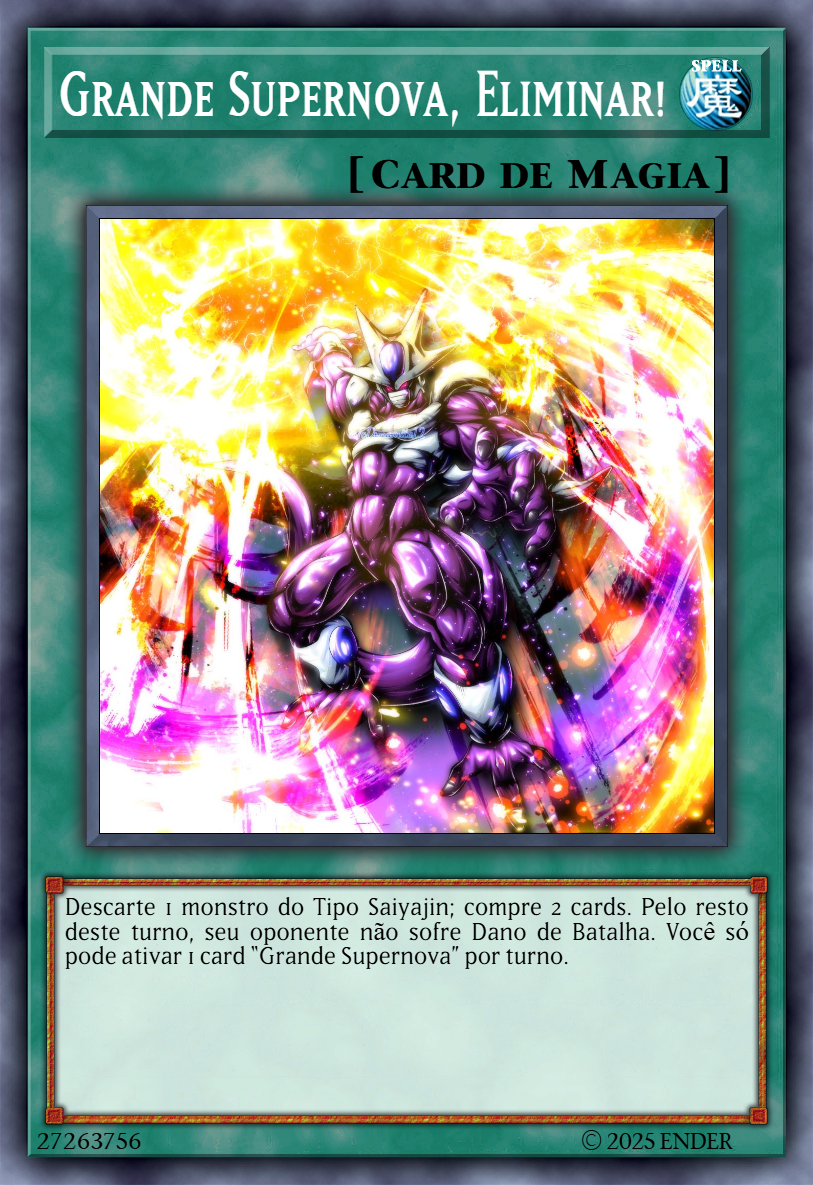 Grande Supernova, Eliminar!
SPELL
魔
[Card de Magia]
Descarte 1 monstro do Tipo Saiyajin; compre 2 cards. Pelo resto
deste turno, seu oponente não sofre Dano de Batalha. Você só
pode ativar 1 card "Grande Supernova" por turno.
27263756
© 2025 ENDER